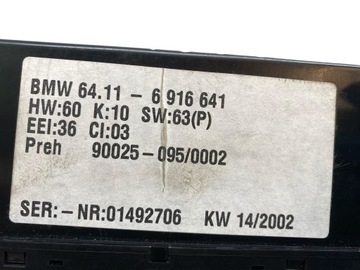 BMW 64.11 - 6 916 641
HW:60 K:10 SW:63(P)
EEI:36 CI:03
Preh 90025-095/0002
SER:-NR:01492706 KW 14/2002